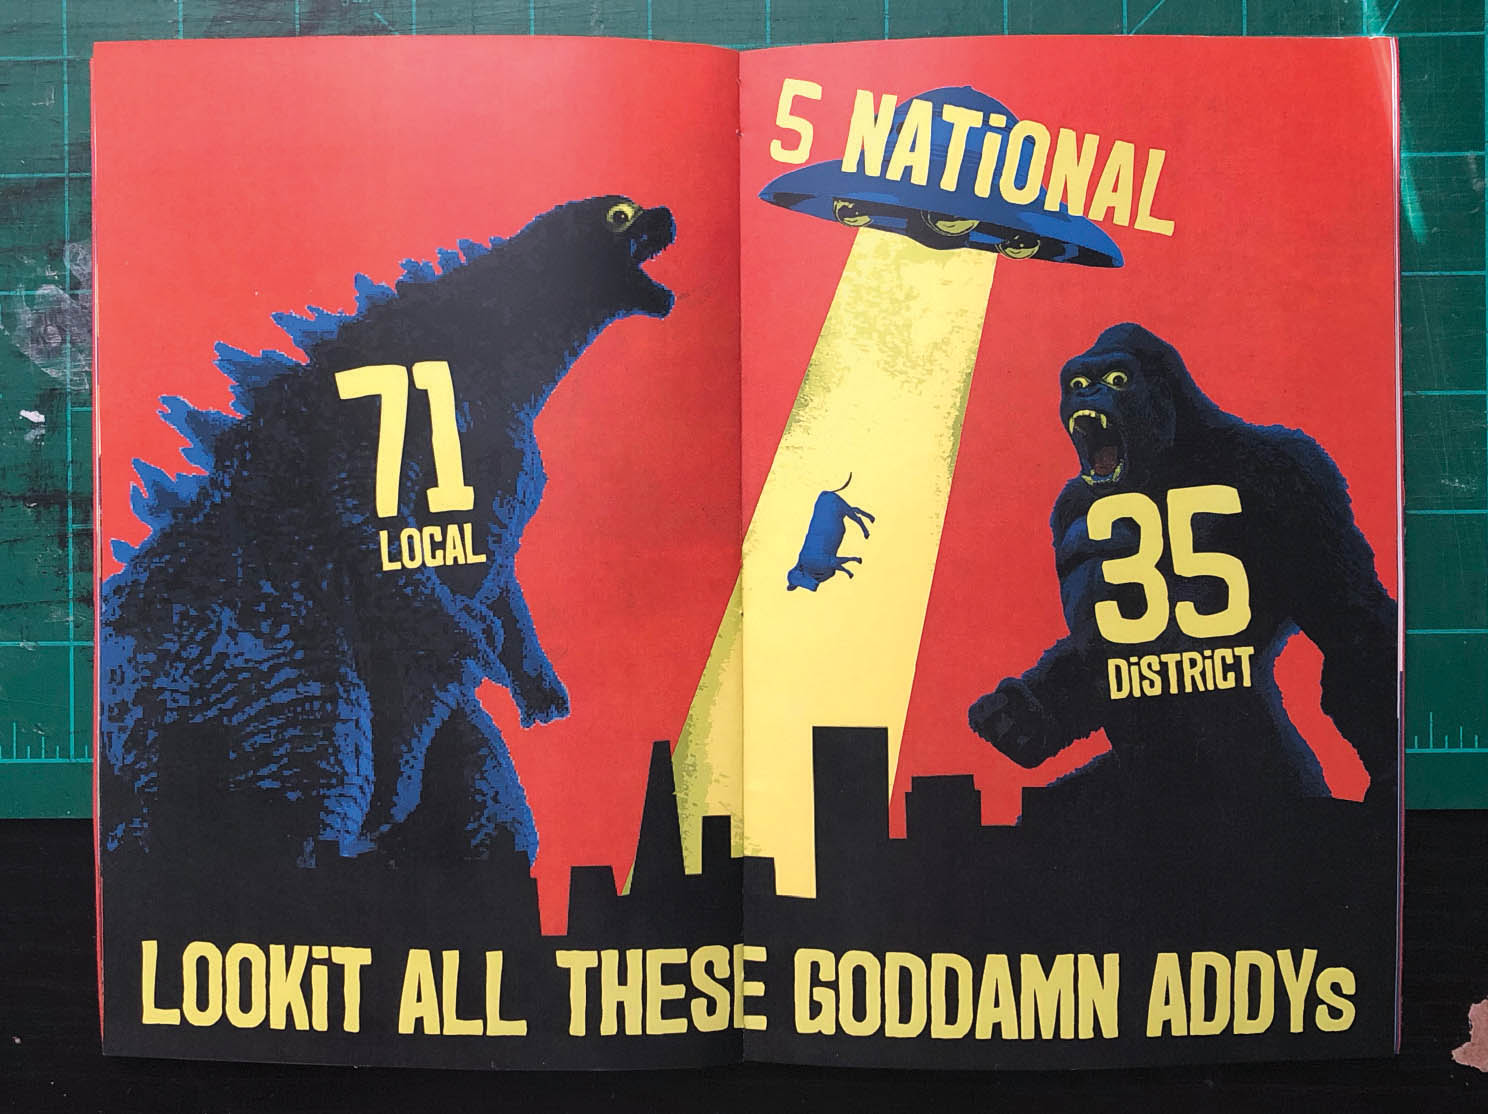 5 NATiONAL
71
LOCAL
35
DiSTRiCT
LOOKiT ALL THESE GODDAMN ADDYs